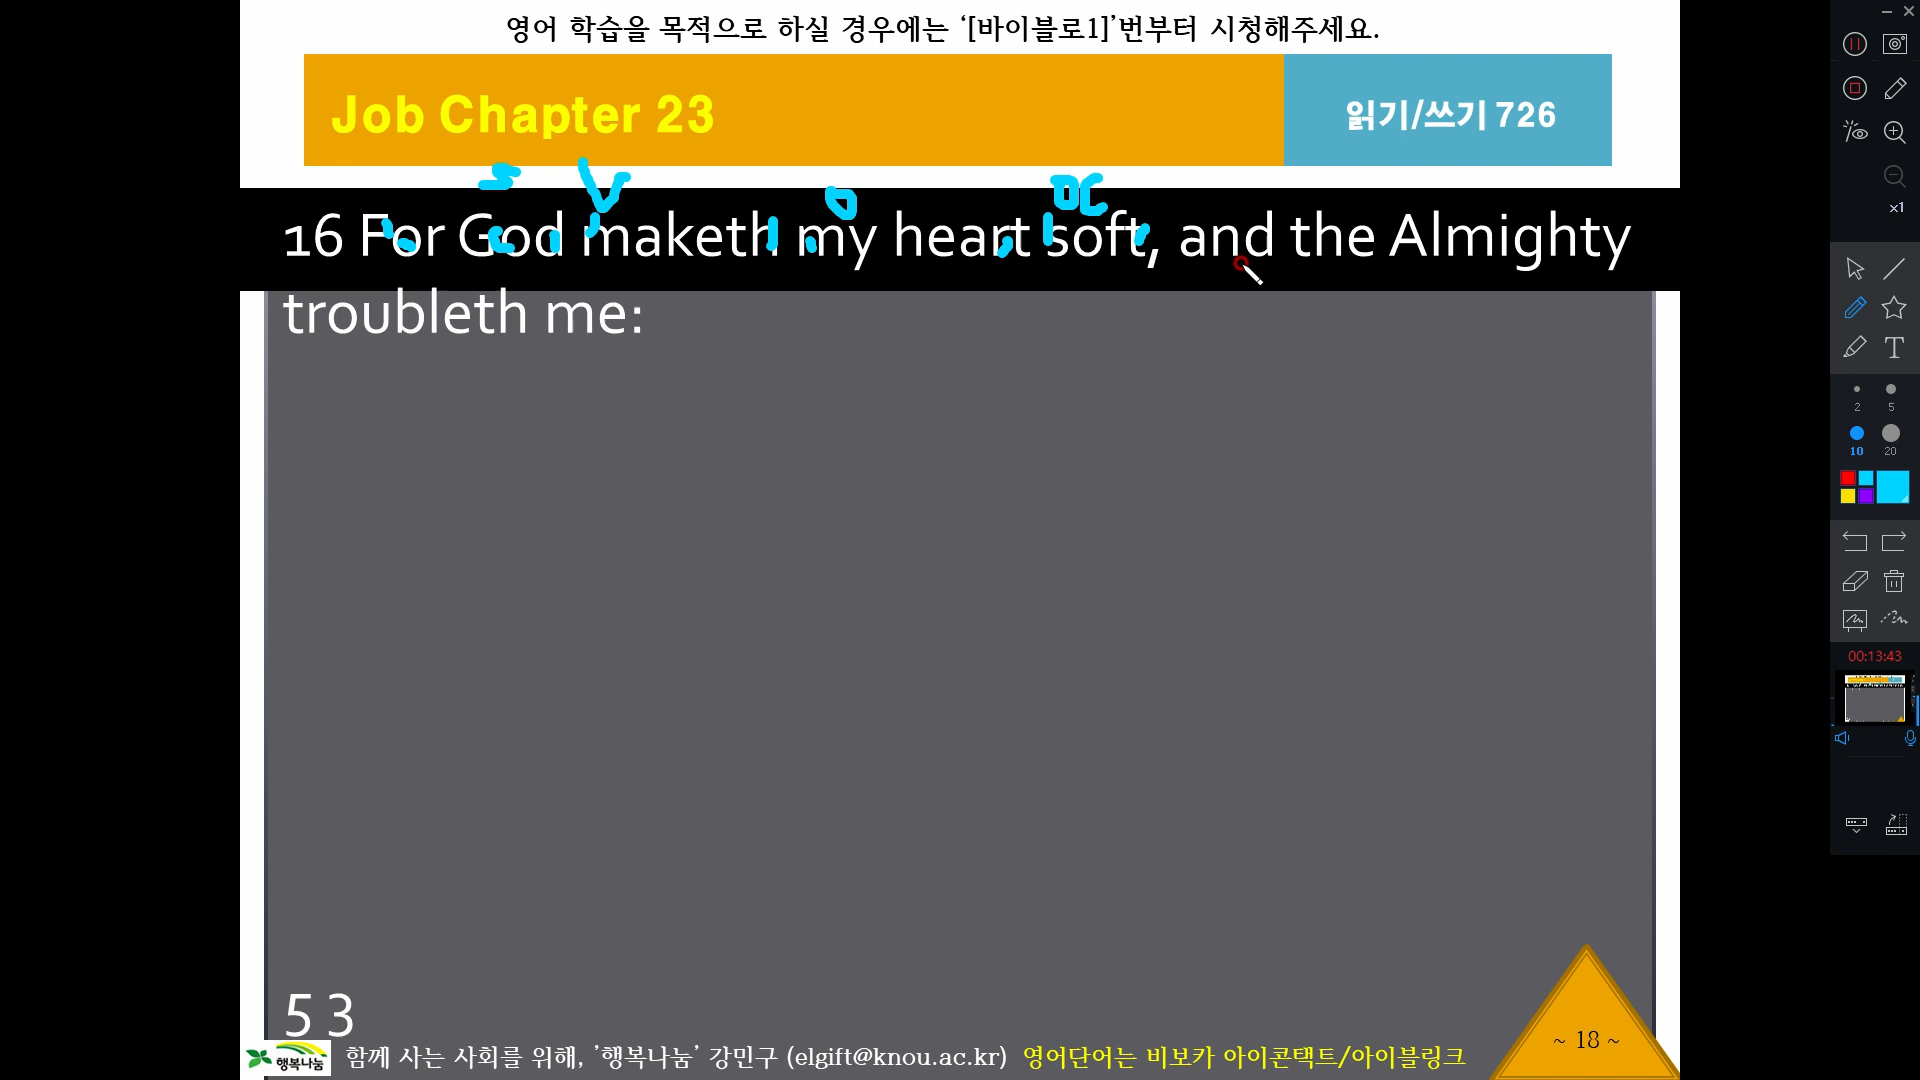 영어 학습을 목적으로 하실 경우에는 ‘[바이블로1]’번부터 시청해주세요.
Job Chapter 23
읽기/쓰기 726
S V O OC
16 For God maketh my heart soft, and the Almighty
troubleth me:
x1
T
2 5
10 20
00:13:43
5 3
~ 18 ~
행복나눔 함께 사는 사회를 위해, ’행복나눔’ 강민구 (elgift@knou.ac.kr) 영어단어는 비보카 아이콘택트/아이블링크